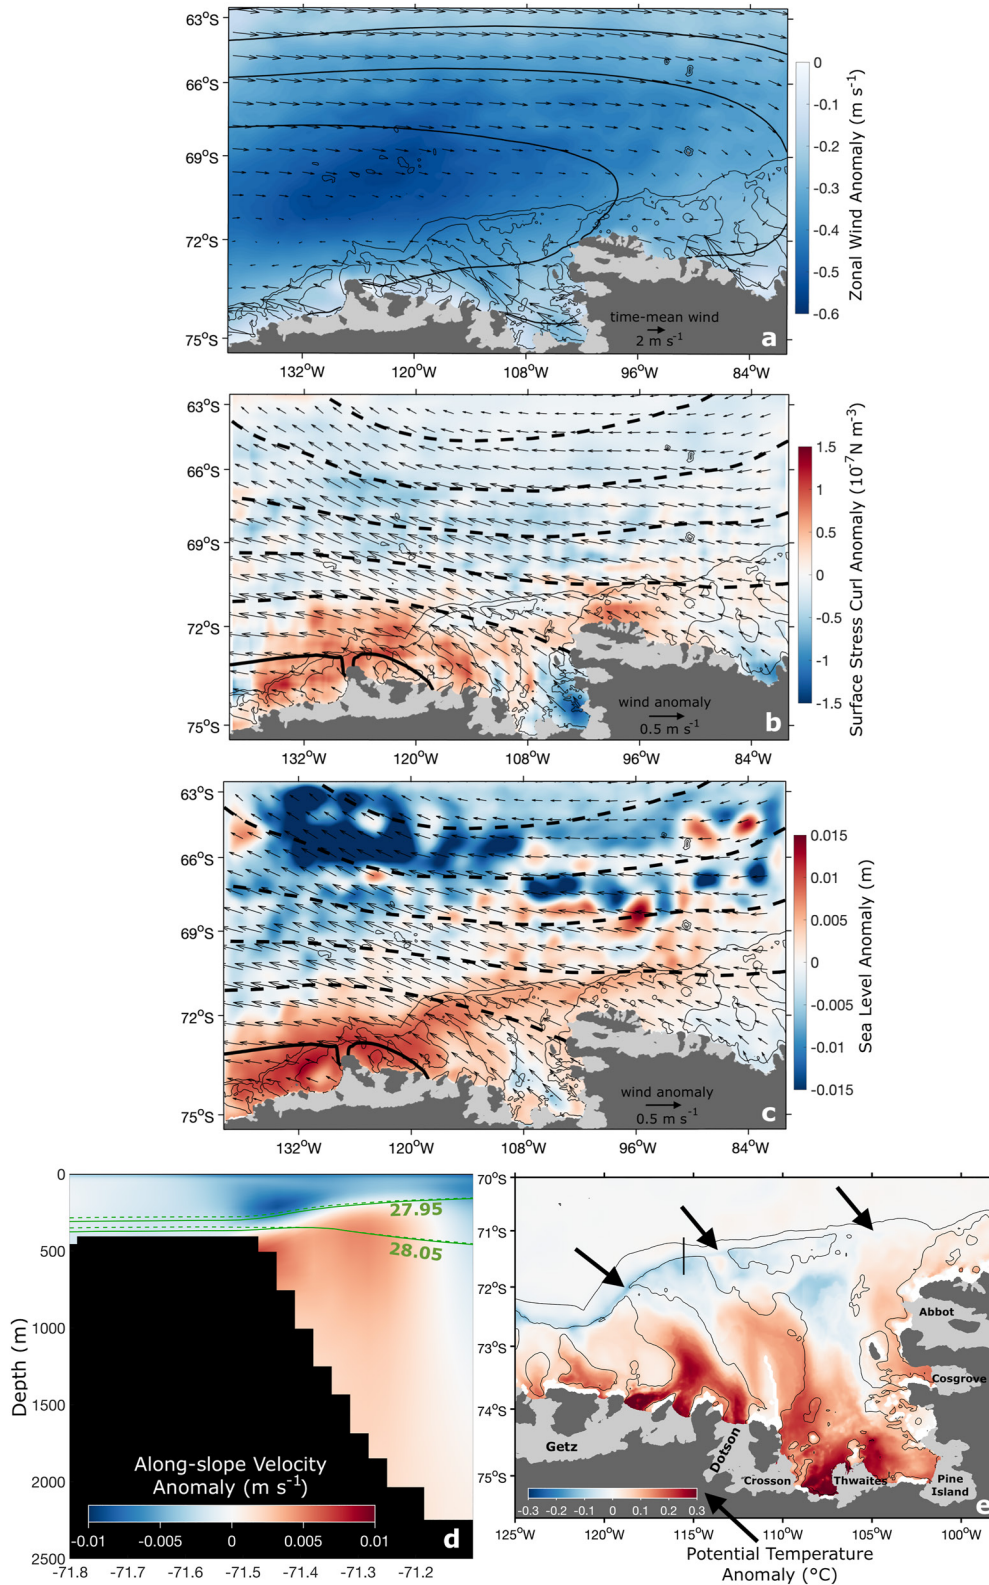 63°S
66°S
69°S
72°S
75°S
132°W
120°W
108°W
96°W
84°W
time-mean wind
2 m s⁻¹
a
0
-0.1
-0.2
-0.3
-0.4
-0.5
-0.6
Zonal Wind Anomaly (m s⁻¹)
63°S
66°S
69°S
72°S
75°S
132°W
120°W
108°W
96°W
84°W
wind anomaly
0.5 m s⁻¹
b
1.5
1
0.5
0
-0.5
-1
-1.5
Surface Stress Curl Anomaly (10⁻⁷ N m⁻³)
63°S
66°S
69°S
72°S
75°S
132°W
120°W
108°W
96°W
84°W
wind anomaly
0.5 m s⁻¹
c
0.015
0.01
0.005
0
-0.005
-0.01
-0.015
Sea Level Anomaly (m)
0
500
1000
1500
2000
2500
Depth (m)
27.95
28.05
Along-slope Velocity
Anomaly (m s⁻¹)
-0.01 -0.005 0 0.005 0.01
d
-71.8 -71.7 -71.6 -71.5 -71.4 -71.3 -71.2
70°S
71°S
72°S
73°S
74°S
75°S
Abbot
Cosgrove
Getz
Dotson
Crosson
Thwaites
Pine
Island
-0.3 -0.2 -0.1 0 0.1 0.2 0.3
e
125°W 120°W 115°W 110°W 105°W 100°W
Potential Temperature
Anomaly (°C)